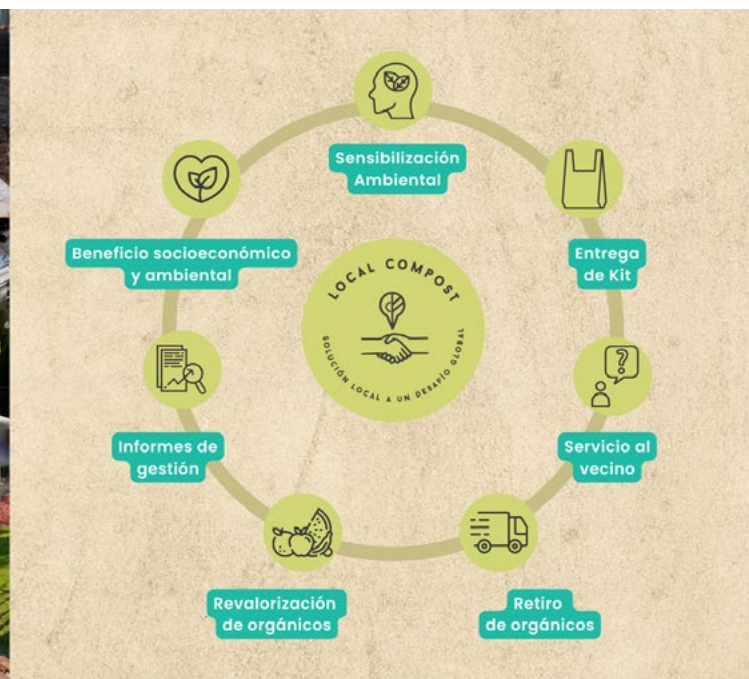 Sensibilización
Ambiental
Entrega
de Kit
Servicio al
vecino
Retiro
de orgánicos
Revalorización
de orgánicos
Informes de
gestión
Beneficio socioeconómico
y ambiental
LOCAL COMPOST
SOLUCIÓN LOCAL A UN DESAFÍO GLOBAL